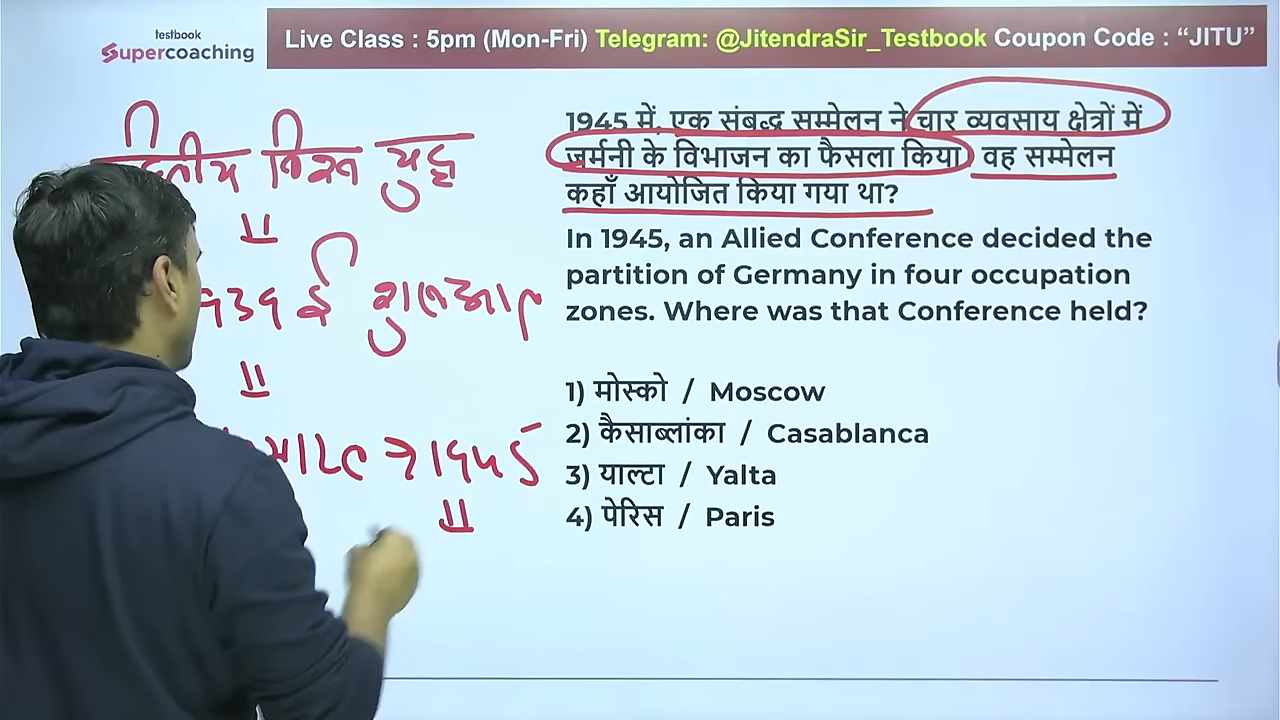 testbook
Supercoaching
Live Class : 5pm (Mon-Fri) Telegram: @JitendraSir_Testbook Coupon Code : “JITU”
विश्व युद्ध
ई शुरुआत
1945 ई
1945 में, एक संबद्ध सम्मेलन ने चार व्यवसाय क्षेत्रों में
जर्मनी के विभाजन का फैसला किया वह सम्मेलन
कहाँ आयोजित किया गया था?
In 1945, an Allied Conference decided the
partition of Germany in four occupation
zones. Where was that Conference held?
1) मोस्को / Moscow
2) कैसाब्लांका / Casablanca
3) याल्टा / Yalta
4) पेरिस / Paris